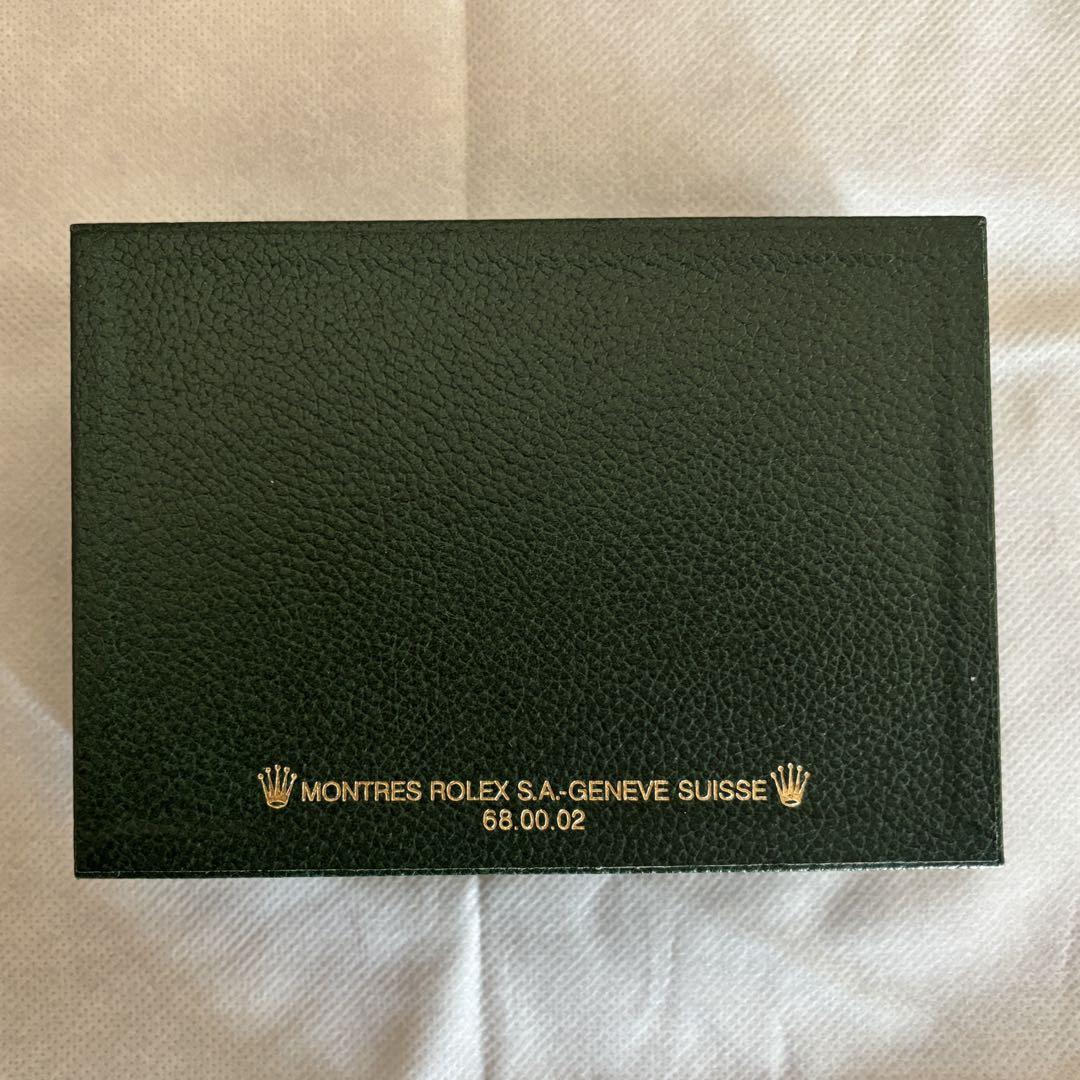 MONTRES ROLEX S.A.-GENEVE SUISSE
68.00.02